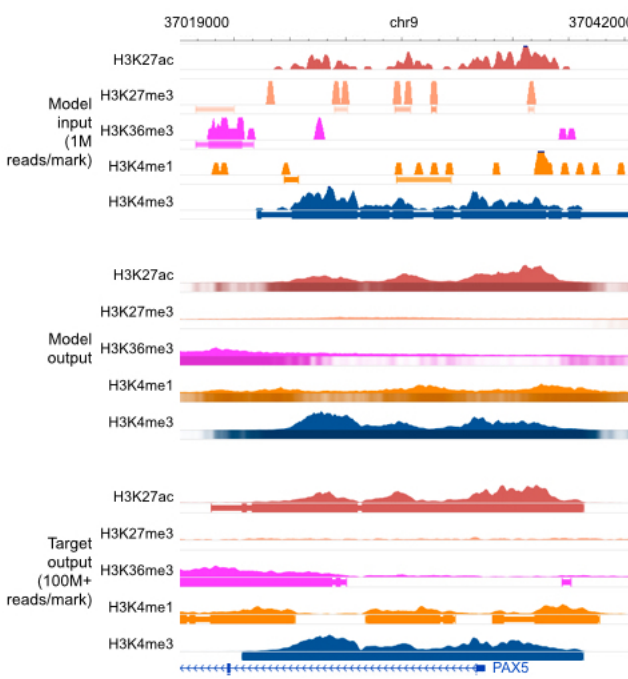 37019000 chr9 37042000
H3K27ac
H3K27me3
Model
input
(1M
reads/mark)
H3K36me3
H3K4me1
H3K4me3
H3K27ac
H3K27me3
Model
output
H3K36me3
H3K4me1
H3K4me3
H3K27ac
H3K27me3
Target
output
(100M+
reads/mark)
H3K36me3
H3K4me1
H3K4me3
PAX5